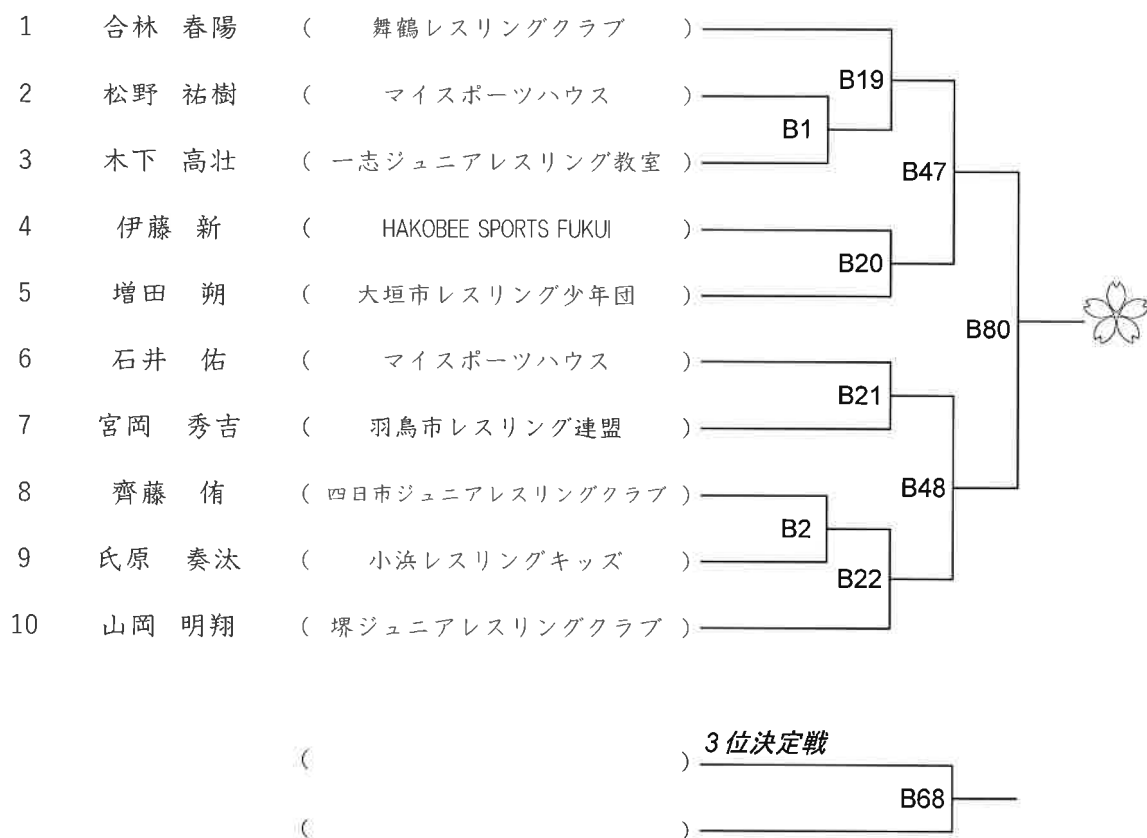 1 合林 春陽 ( 舞鶴レスリングクラブ )
B19
2 松野 祐樹 ( マイスポーツハウス )
B1
3 木下 高壮 ( 一志ジュニアレスリング教室 )
B47
4 伊藤 新 ( HAKOBEE SPORTS FUKUI )
B20
5 増田 朔 ( 大垣市レスリング少年団 )
B80
6 石井 佑 ( マイスポーツハウス )
B21
7 宮岡 秀吉 ( 羽鳥市レスリング連盟 )
B48
8 齊藤 侑 ( 四日市ジュニアレスリングクラブ )
B2
9 氏原 奏汰 ( 小浜レスリングキッズ )
B22
10 山岡 明翔 ( 堺ジュニアレスリングクラブ )
( ) 3位決定戦
B68
( )